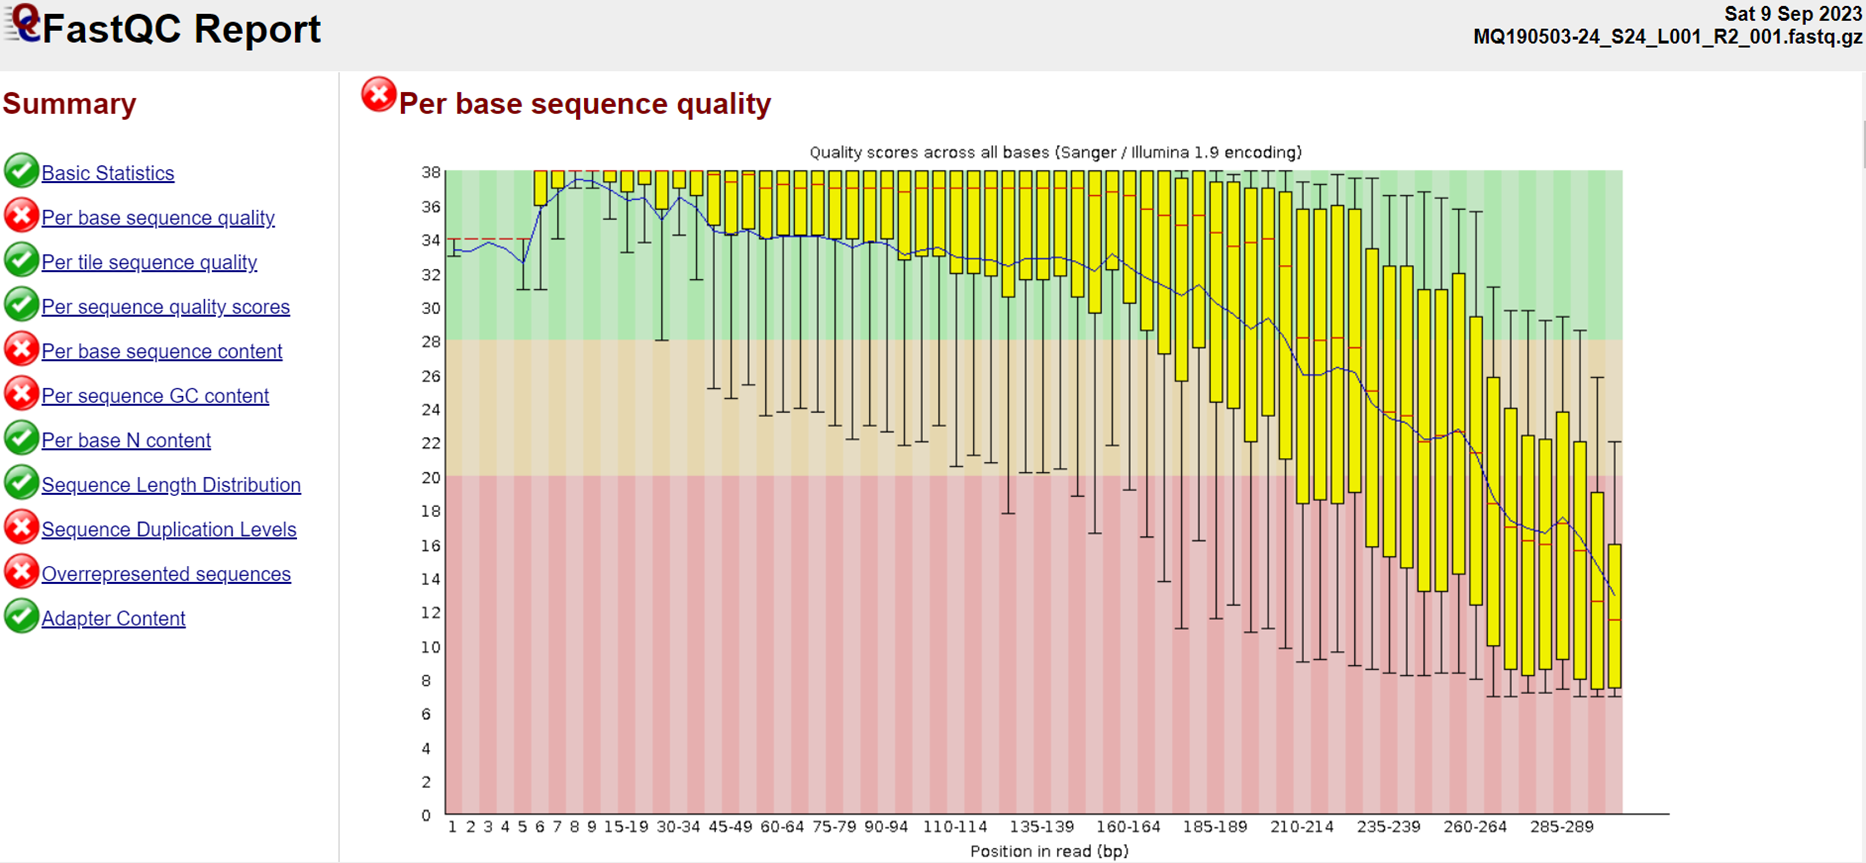 FastQC Report
Sat 9 Sep 2023
MQ190503-24_S24_L001_R2_001.fastq.gz
Summary
Basic Statistics
Per base sequence quality
Per tile sequence quality
Per sequence quality scores
Per base sequence content
Per sequence GC content
Per base N content
Sequence Length Distribution
Sequence Duplication Levels
Overrepresented sequences
Adapter Content
Per base sequence quality
Quality scores across all bases (Sanger / Illumina 1.9 encoding)
38
36
34
32
30
28
26
24
22
20
18
16
14
12
10
8
6
4
2
0
1 2 3 4 5 6 7 8 9 15-19 30-34 45-49 60-64 75-79 90-94 110-114 135-139 160-164 185-189 210-214 235-239 260-264 285-289
Position in read (bp)